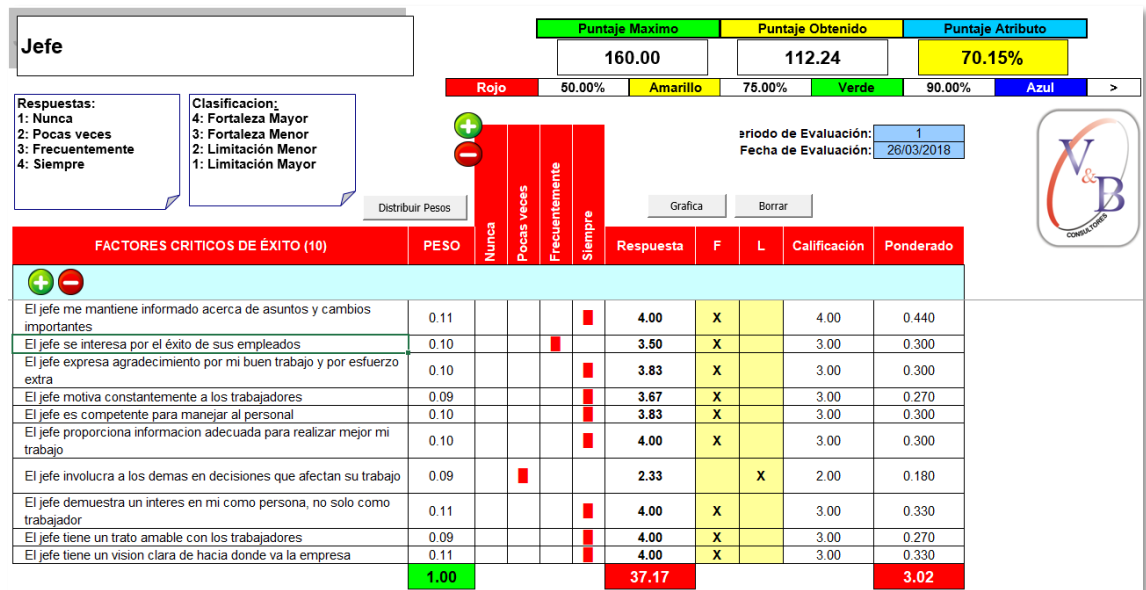 Jefe
Puntaje Maximo Puntaje Obtenido Puntaje Atributo
160.00 112.24 70.15%
Rojo 50.00% Amarillo 75.00% Verde 90.00% Azul >
Respuestas:
1: Nunca
2: Pocas veces
3: Frecuentemente
4: Siempre
Clasificacion:
4: Fortaleza Mayor
3: Fortaleza Menor
2: Limitación Menor
1: Limitación Mayor
eriodo de Evaluación: 1
Fecha de Evaluación: 26/03/2018
V&B
CONSULTORES
Distribuir Pesos
Grafica
Borrar
FACTORES CRITICOS DE ÉXITO (10) PESO Nunca Pocas veces Frecuentemente Siempre Respuesta F L Calificación Ponderado
El jefe me mantiene informado acerca de asuntos y cambios
importantes 0.11 4.00 X 4.00 0.440
El jefe se interesa por el éxito de sus empleados 0.10 3.50 X 3.00 0.300
El jefe expresa agradecimiento por mi buen trabajo y por esfuerzo
extra 0.10 3.83 X 3.00 0.300
El jefe motiva constantemente a los trabajadores 0.09 3.67 X 3.00 0.270
El jefe es competente para manejar al personal 0.10 3.83 X 3.00 0.300
El jefe proporciona informacion adecuada para realizar mejor mi
trabajo 0.10 4.00 X 3.00 0.300
El jefe involucra a los demas en decisiones que afectan su trabajo 0.09 2.33 X 2.00 0.180
El jefe demuestra un interes en mi como persona, no solo como
trabajador 0.11 4.00 X 3.00 0.330
El jefe tiene un trato amable con los trabajadores 0.09 4.00 X 3.00 0.270
El jefe tiene un vision clara de hacia donde va la empresa 0.11 4.00 X 3.00 0.330
1.00 37.17 3.02